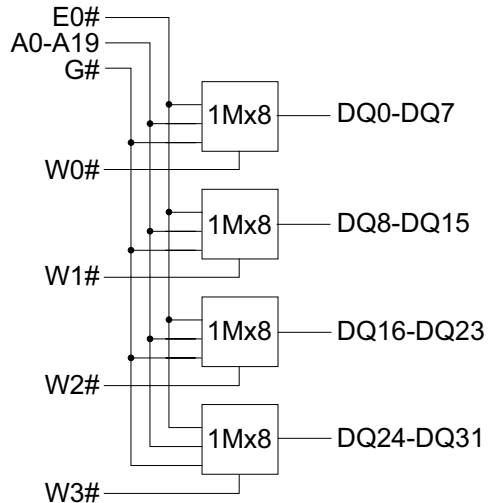 E0#
A0-A19
G#
1Mx8
DQ0-DQ7
W0#
1Mx8
DQ8-DQ15
W1#
1Mx8
DQ16-DQ23
W2#
1Mx8
DQ24-DQ31
W3#